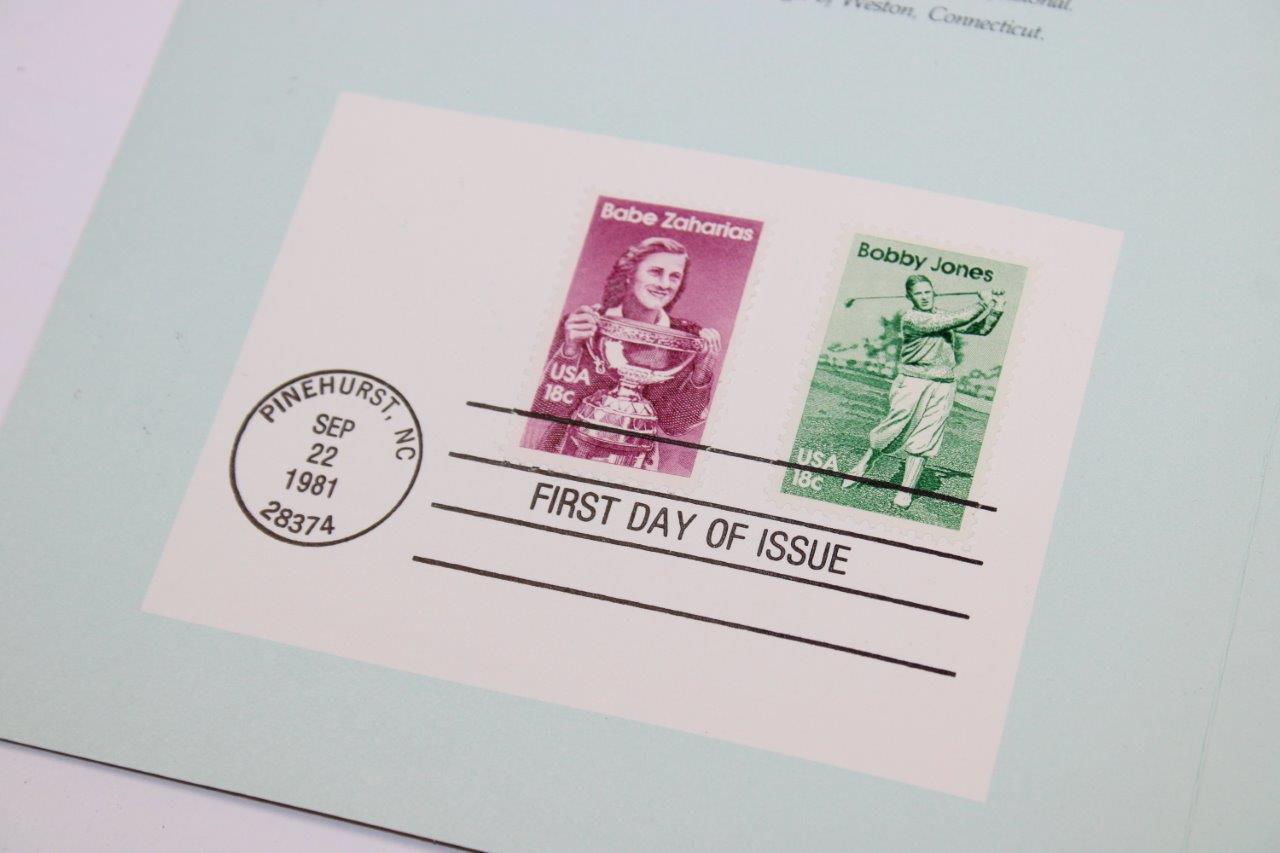 of Weston, Connecticut.
Babe Zaharias
USA
18c
Bobby Jones
USA
18c
PINEHURST, NC
SEP
22
1981
28374
FIRST DAY OF ISSUE